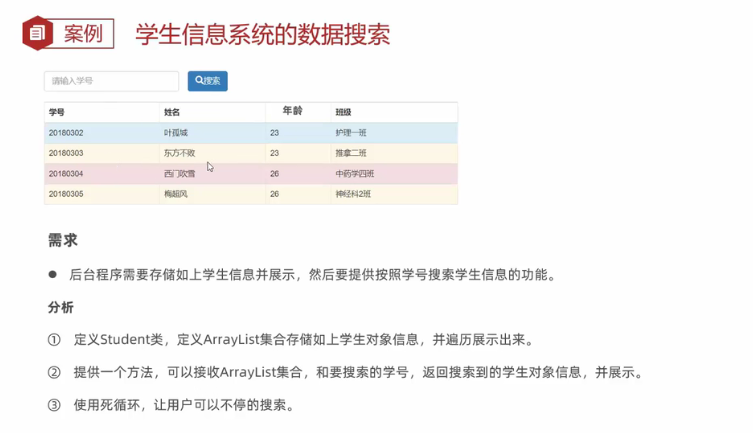 案例 学生信息系统的数据搜索
请输入学号 搜索
学号 姓名 年龄 班级
20180302 叶孤城 23 护理一班
20180303 东方不败 23 推拿二班
20180304 西门吹雪 26 中药学四班
20180305 梅超风 26 神经科2班
需求
● 后台程序需要存储如上学生信息并展示，然后要提供按照学号搜索学生信息的功能。
分析
① 定义Student类，定义ArrayList集合存储如上学生对象信息，并遍历展示出来。
② 提供一个方法，可以接收ArrayList集合，和要搜索的学号，返回搜索到的学生对象信息，并展示。
③ 使用死循环，让用户可以不停的搜索。